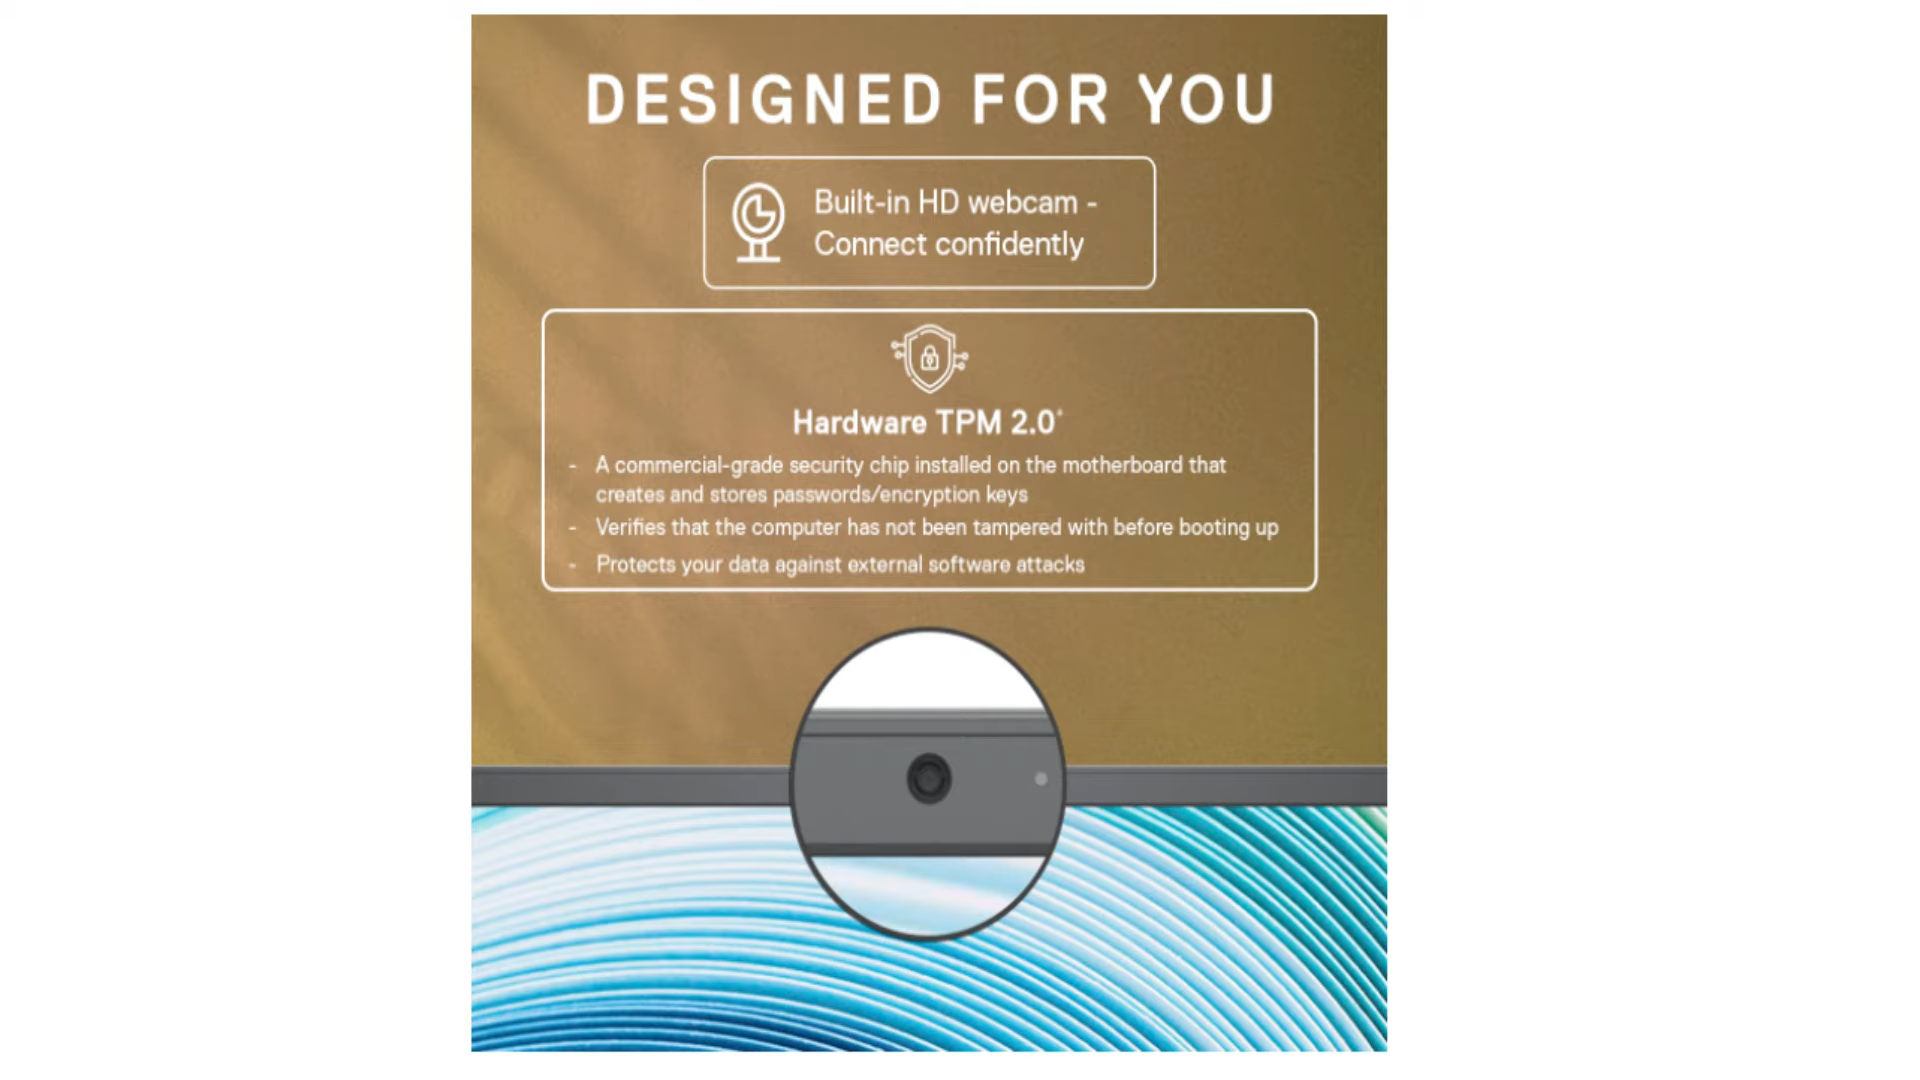 DESIGNED FOR YOU
Built-in HD webcam -
Connect confidently
Hardware TPM 2.0*
- A commercial-grade security chip installed on the motherboard that
creates and stores passwords/encryption keys
- Verifies that the computer has not been tampered with before booting up
- Protects your data against external software attacks